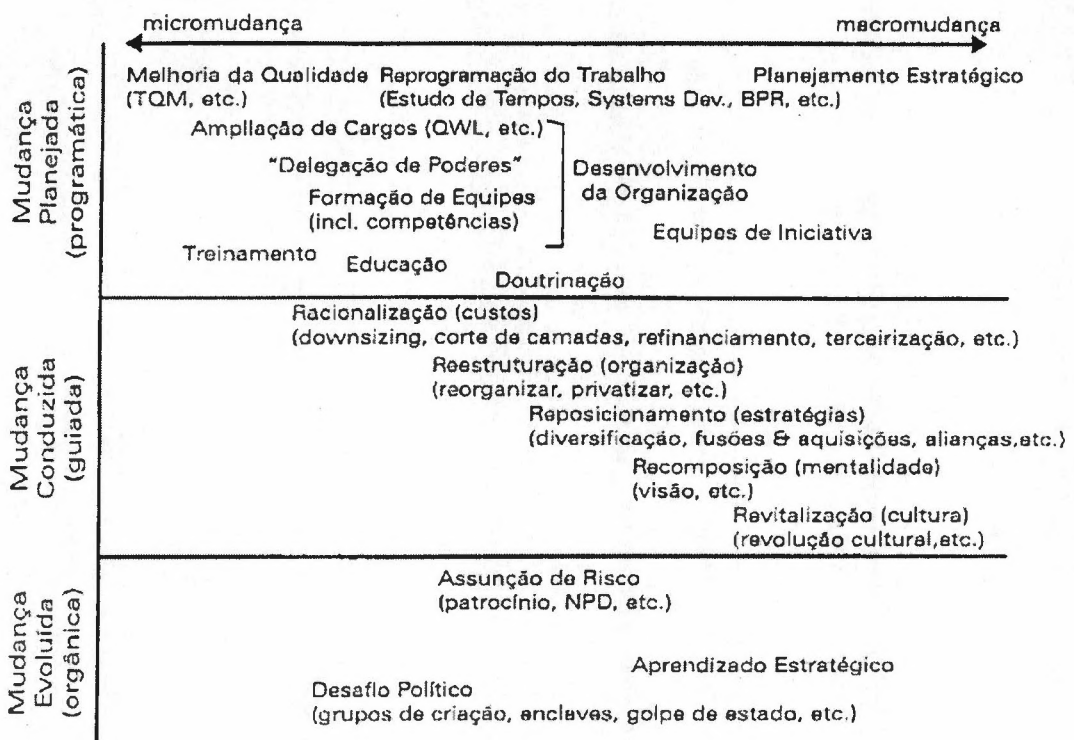 micromudança macromudança
Mudança
Planejada
(programática)
Melhoria da Qualidade Reprogramação do Trabalho Planejamento Estratégico
(TQM, etc.) (Estudo de Tempos, Systems Dev., BPR, etc.)
Ampliação de Cargos (QWL, etc.)
"Delegação de Poderes"
Formação de Equipes
(incl. competências)
Desenvolvimento
da Organização
Equipes de Iniciativa
Treinamento
Educação
Doutrinação
Mudança
Conduzida
(guiada)
Racionalização (custos)
(downsizing, corte de camadas, refinanciamento, terceirização, etc.)
Reestruturação (organização)
(reorganizar, privatizar, etc.)
Reposicionamento (estratégias)
(diversificação, fusões & aquisições, alianças,etc.)
Recomposição (mentalidade)
(visão, etc.)
Revitalização (cultura)
(revolução cultural,etc.)
Mudança
Evoluída
(orgânica)
Assunção de Risco
(patrocínio, NPD, etc.)
Aprendizado Estratégico
Desafio Político
(grupos de criação, enclaves, golpe de estado, etc.)